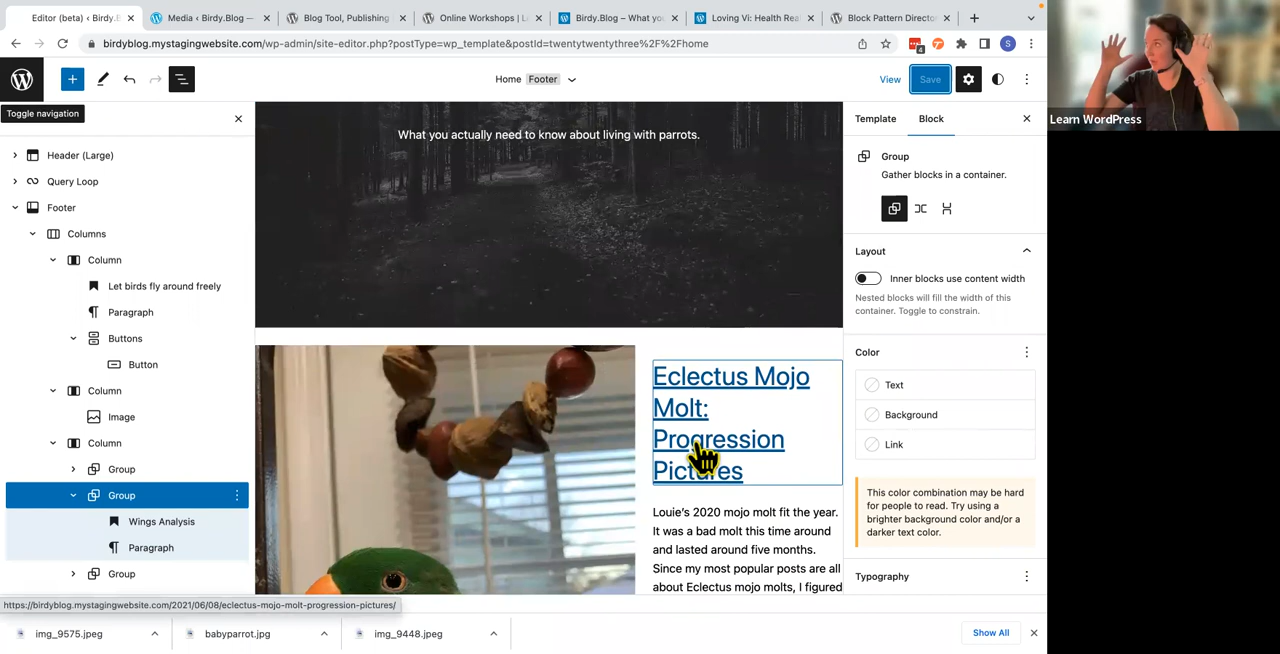 Editor (beta) ‹ Birdy.B
Media ‹ Birdy.Blog —
Blog Tool, Publishing
Online Workshops | L
Birdy.Blog – What yo
Loving Vi: Health Rea
Block Pattern Directo
birdyblog.mystagingwebsite.com/wp-admin/site-editor.php?postType=wp_template&postId=twentytwentythree%2F%2Fhome
4
S
Home Footer
View
Save
Toggle navigation
Header (Large)
Query Loop
Footer
Columns
Column
Let birds fly around freely
Paragraph
Buttons
Button
Column
Image
Column
Group
Group
Wings Analysis
Paragraph
Group
What you actually need to know about living with parrots.
Eclectus Mojo
Molt:
Progression
Pictures
Louie’s 2020 mojo molt fit the year.
It was a bad molt this time around
and lasted around five months.
Since my most popular posts are all
about Eclectus mojo molts, I figured
Template
Block
Group
Gather blocks in a container.
Layout
Inner blocks use content width
Nested blocks will fill the width of this
container. Toggle to constrain.
Color
Text
Background
Link
This color combination may be hard
for people to read. Try using a
brighter background color and/or a
darker text color.
Typography
https://birdyblog.mystagingwebsite.com/2021/06/08/eclectus-mojo-molt-progression-pictures/
img_9575.jpeg
babyparrot.jpg
img_9448.jpeg
Show All
Learn WordPress